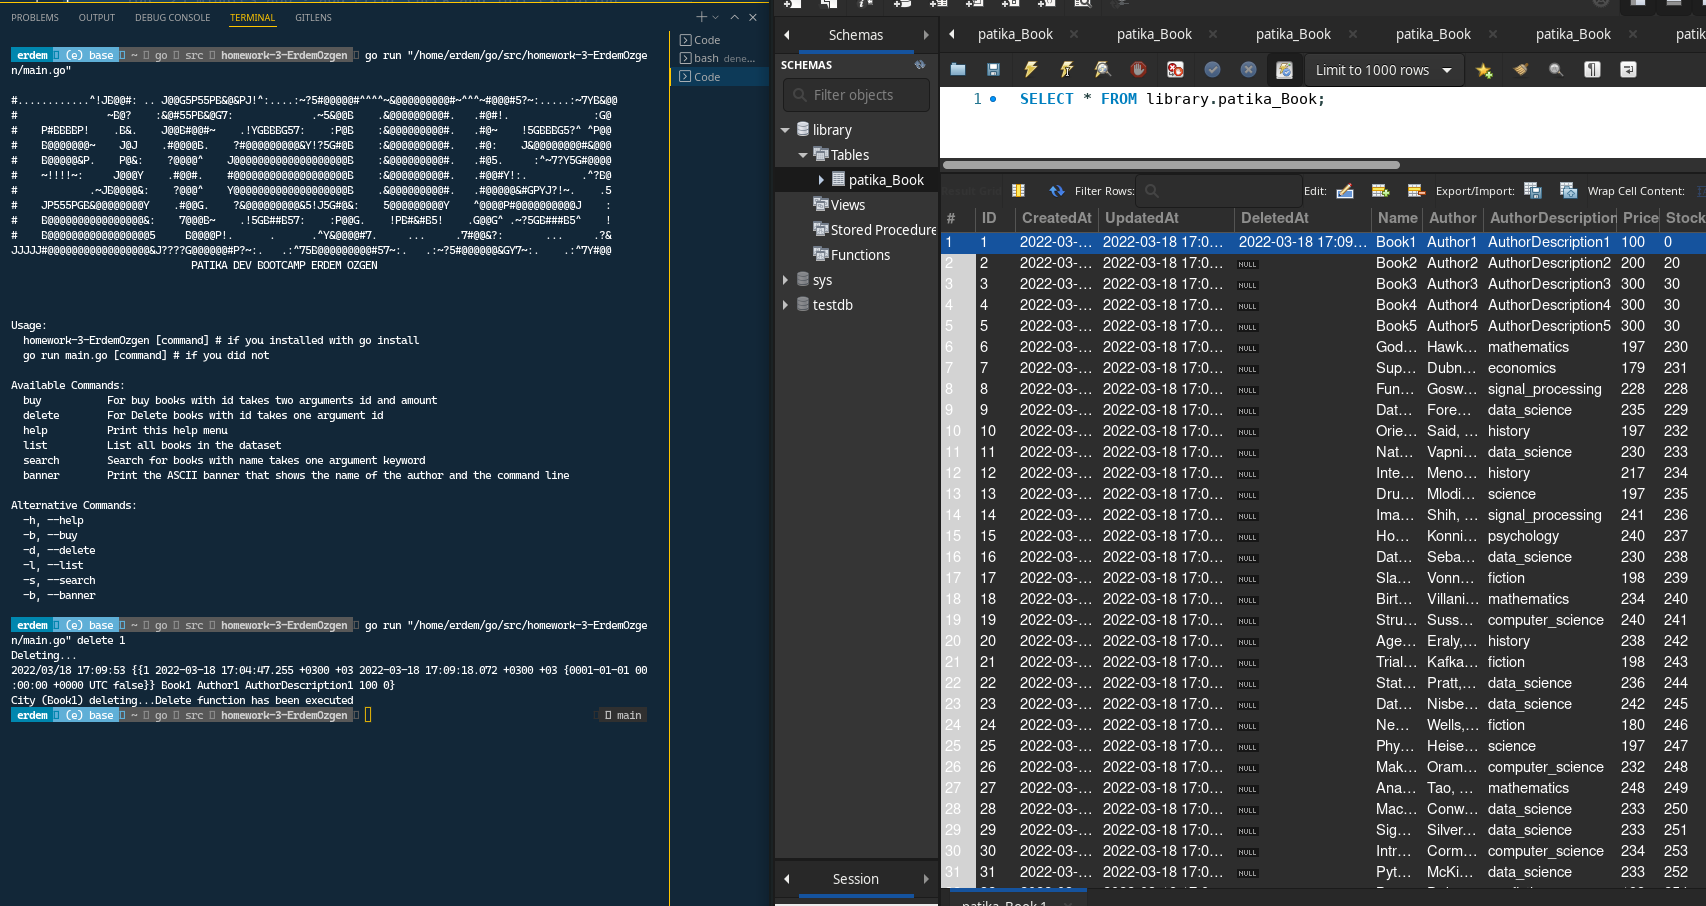 PROBLEMS OUTPUT DEBUG CONSOLE TERMINAL GITLENS
erdem (e) base ~ go src homework-3-ErdemOzgen go run "/home/erdem/go/src/homework-3-ErdemOzge
n/main.go"
PATIKA DEV BOOTCAMP ERDEM OZGEN
Usage:
homework-3-ErdemOzgen [command] # if you installed with go install
go run main.go [command] # if you did not
Available Commands:
buy For buy books with id takes two arguments id and amount
delete For Delete books with id takes one argument id
help Print this help menu
list List all books in the dataset
search Search for books with name takes one argument keyword
banner Print the ASCII banner that shows the name of the author and the command line
Alternative Commands:
-h, --help
-b, --buy
-d, --delete
-l, --list
-s, --search
-b, --banner
erdem (e) base ~ go src homework-3-ErdemOzgen go run "/home/erdem/go/src/homework-3-ErdemOzge
n/main.go" delete 1
Deleting...
2022/03/18 17:09:53 {{1 2022-03-18 17:04:47.255 +0300 +03 2022-03-18 17:09:18.072 +0300 +03 {0001-01-01 00
:00:00 +0000 UTC false}} Book1 Author1 AuthorDescription1 100 0}
City (Book1) deleting...Delete function has been executed
erdem (e) base ~ go src homework-3-ErdemOzgen main
Code
bash dene...
Code
Schemas
SCHEMAS
Filter objects
library
Tables
patika_Book
Views
Stored Procedure
Functions
sys
testdb
Session
patika_Book patika_Book patika_Book patika_Book patika_Book patik
Limit to 1000 rows
1 SELECT * FROM library.patika_Book;
Filter Rows: Edit: Export/Import: Wrap Cell Content:
# ID CreatedAt UpdatedAt DeletedAt Name Author AuthorDescription Price Stock
1 1 2022-03-... 2022-03-18 17:0... 2022-03-18 17:09... Book1 Author1 AuthorDescription1 100 0
2 2 2022-03-... 2022-03-18 17:0... NULL Book2 Author2 AuthorDescription2 200 20
3 3 2022-03-... 2022-03-18 17:0... NULL Book3 Author3 AuthorDescription3 300 30
4 4 2022-03-... 2022-03-18 17:0... NULL Book4 Author4 AuthorDescription4 300 30
5 5 2022-03-... 2022-03-18 17:0... NULL Book5 Author5 AuthorDescription5 300 30
6 6 2022-03-... 2022-03-18 17:0... NULL God... Hawk... mathematics 197 230
7 7 2022-03-... 2022-03-18 17:0... NULL Sup... Dubn... economics 179 231
8 8 2022-03-... 2022-03-18 17:0... NULL Fun... Gosw... signal_processing 228 228
9 9 2022-03-... 2022-03-18 17:0... NULL Dat... Fore... data_science 235 229
10 10 2022-03-... 2022-03-18 17:0... NULL Orie... Said, ... history 197 232
11 11 2022-03-... 2022-03-18 17:0... NULL Nat... Vapni... data_science 230 233
12 12 2022-03-... 2022-03-18 17:0... NULL Inte... Meno... history 217 234
13 13 2022-03-... 2022-03-18 17:0... NULL Dru... Mlodi... science 197 235
14 14 2022-03-... 2022-03-18 17:0... NULL Ima... Shih, ... signal_processing 241 236
15 15 2022-03-... 2022-03-18 17:0... NULL Ho... Konni... psychology 240 237
16 16 2022-03-... 2022-03-18 17:0... NULL Dat... Seba... data_science 230 238
17 17 2022-03-... 2022-03-18 17:0... NULL Sla... Vonn... fiction 198 239
18 18 2022-03-... 2022-03-18 17:0... NULL Birt... Villani... mathematics 234 240
19 19 2022-03-... 2022-03-18 17:0... NULL Stru... Suss... computer_science 240 241
20 20 2022-03-... 2022-03-18 17:0... NULL Age... Eraly,... history 238 242
21 21 2022-03-... 2022-03-18 17:0... NULL Trial... Kafka... fiction 198 243
22 22 2022-03-... 2022-03-18 17:0... NULL Stat... Pratt,... data_science 236 244
23 23 2022-03-... 2022-03-18 17:0... NULL Dat... Nisbe... data_science 242 245
24 24 2022-03-... 2022-03-18 17:0... NULL Ne... Wells,... fiction 180 246
25 25 2022-03-... 2022-03-18 17:0... NULL Phy... Heise... science 197 247
26 26 2022-03-... 2022-03-18 17:0... NULL Mak... Oram... computer_science 232 248
27 27 2022-03-... 2022-03-18 17:0... NULL Ana... Tao, ... mathematics 248 249
28 28 2022-03-... 2022-03-18 17:0... NULL Mac... Conw... data_science 233 250
29 29 2022-03-... 2022-03-18 17:0... NULL Sig... Silver... data_science 233 251
30 30 2022-03-... 2022-03-18 17:0... NULL Intr... Corm... computer_science 234 253
31 31 2022-03-... 2022-03-18 17:0... NULL Pyt... McKi... data_science 233 252
patika_Book 1